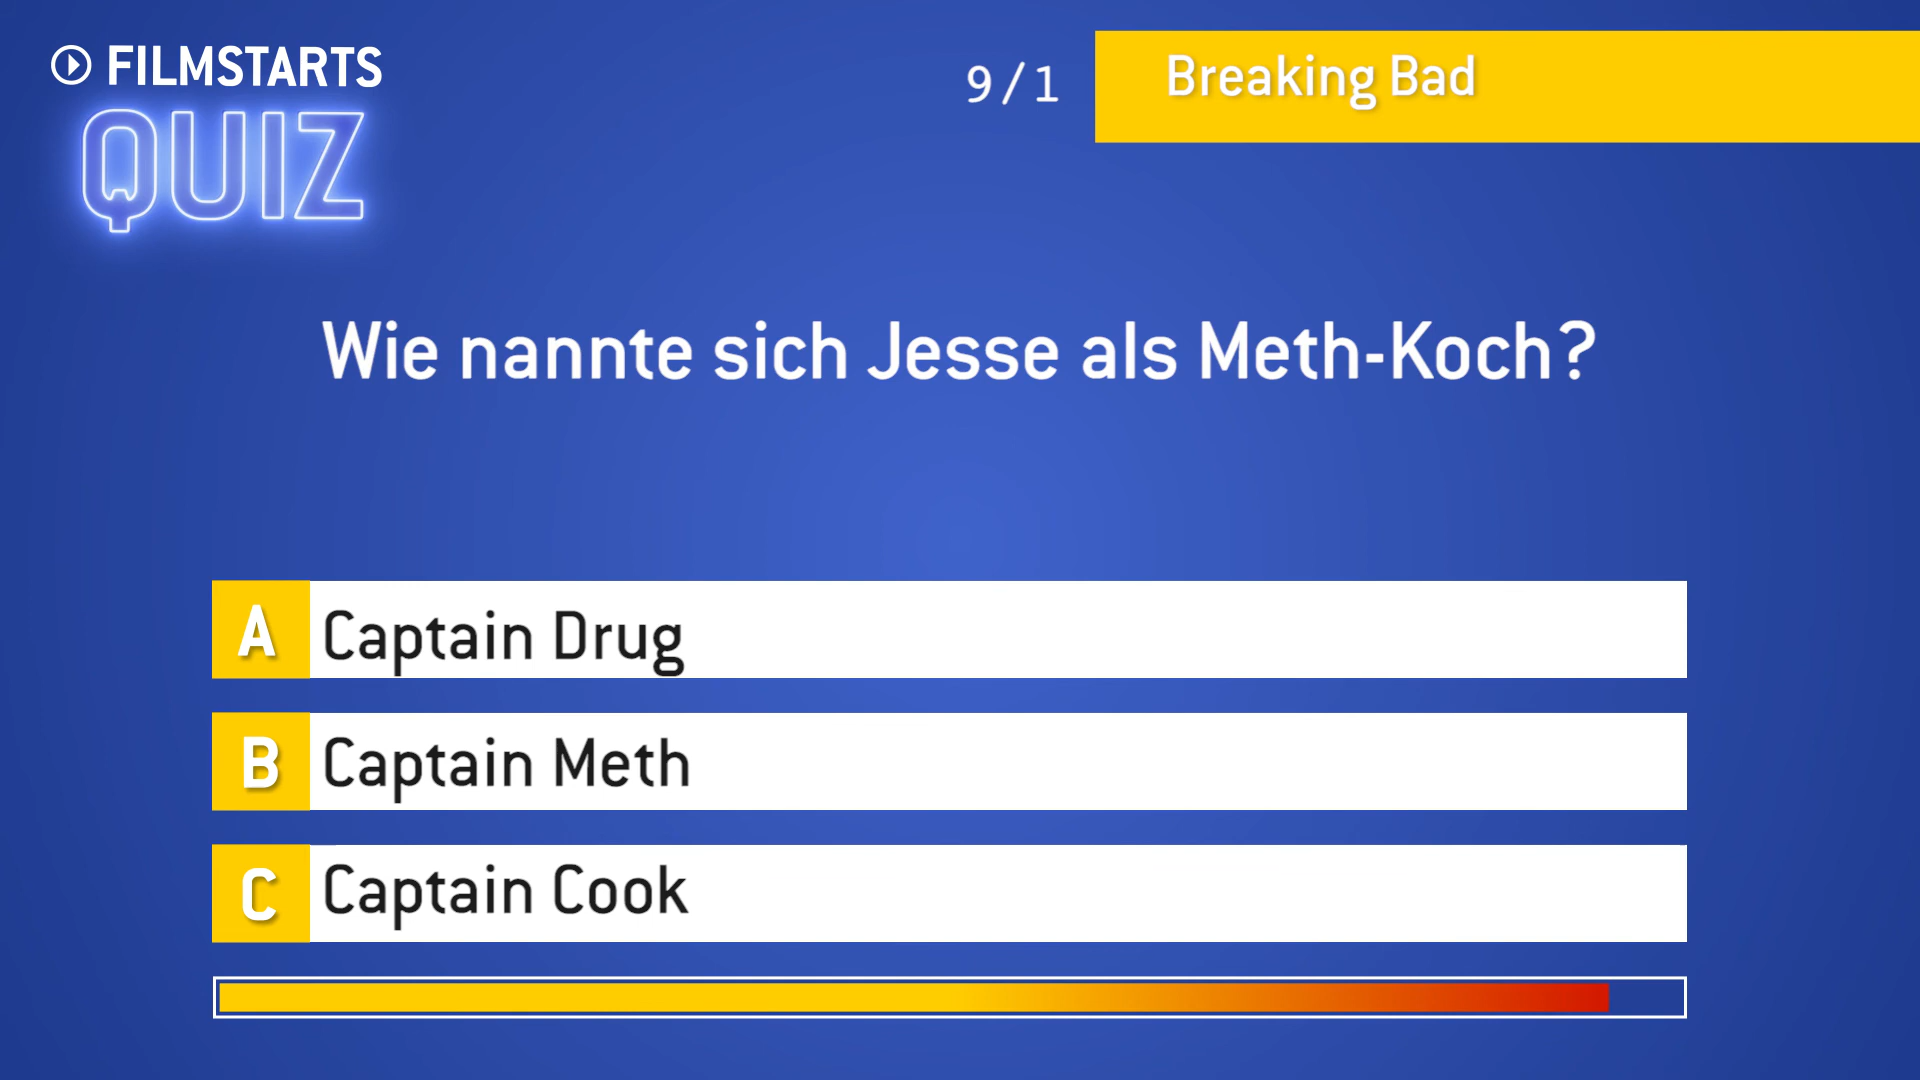 FILMSTARTS
QUIZ
9/1
Breaking Bad
Wie nannte sich Jesse als Meth-Koch?
A Captain Drug
B Captain Meth
C Captain Cook